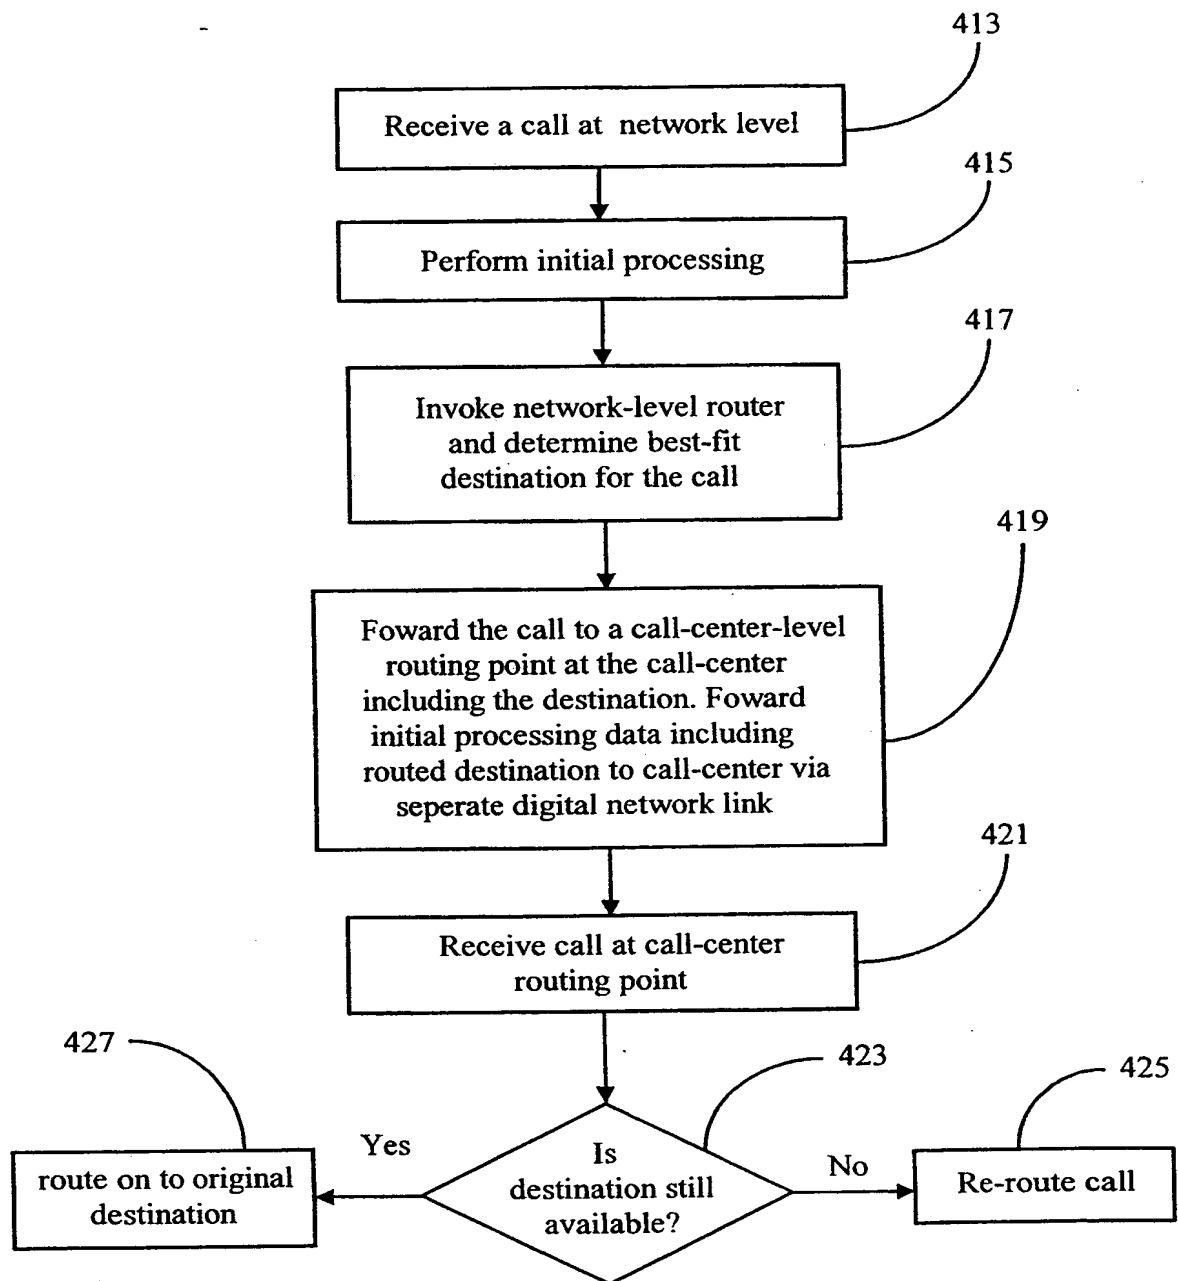 413
Receive a call at network level
415
Perform initial processing
417
Invoke network-level router
and determine best-fit
destination for the call
419
Foward the call to a call-center-level
routing point at the call-center
including the destination. Foward
initial processing data including
routed destination to call-center via
seperate digital network link
421
Receive call at call-center
routing point
427
423
425
Yes
Is
destination still
available?
No
route on to original
destination
Re-route call